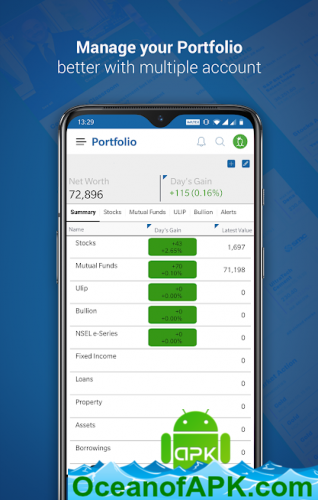 Manage your Portfolio
better with multiple account
13:29
Portfolio
Net Worth
72,896
Day's Gain
+115 (0.16%)
Summary Stocks Mutual Funds ULIP Bullion Alerts
Name Day's Gain Latest Value
Stocks +45 +2.65% 1,697
Mutual Funds +70 +0.10% 71,198
Ulip +0 +0.00% 0
Bullion +0 +0.00% 0
NSEL e-Series +0 +0.00% 0
Fixed Income 0
Loans 0
Property 0
Assets
Borrowings
apk
OceanofAPK.com